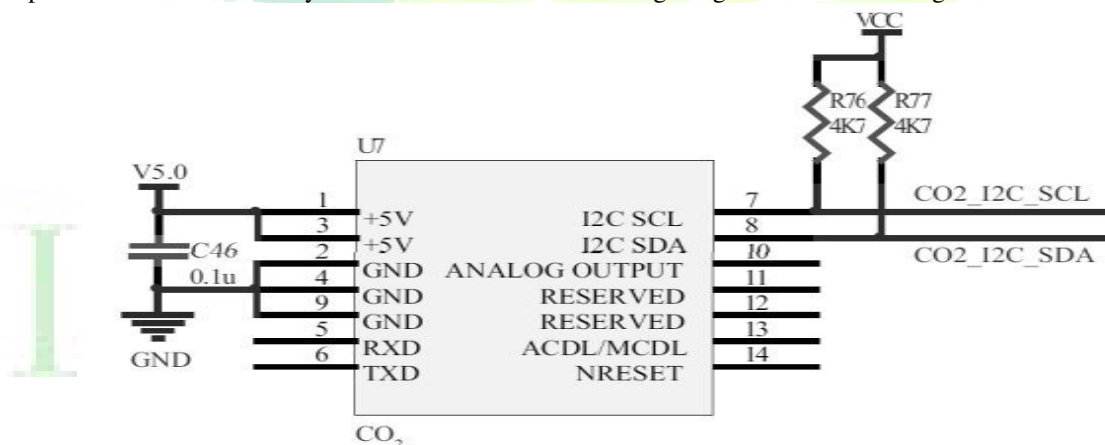 VCC
R76
4K7
R77
4K7
U7
V5.0
C46
0.1u
GND
1 +5V
3 +5V
2 GND
4 GND
9 GND
5 RXD
6 TXD
I2C SCL 7
I2C SDA 8
ANALOG OUTPUT 10
RESERVED 11
RESERVED 12
ACDL/MCDL 13
NRESET 14
CO2_I2C_SCL
CO2_I2C_SDA
CO₂